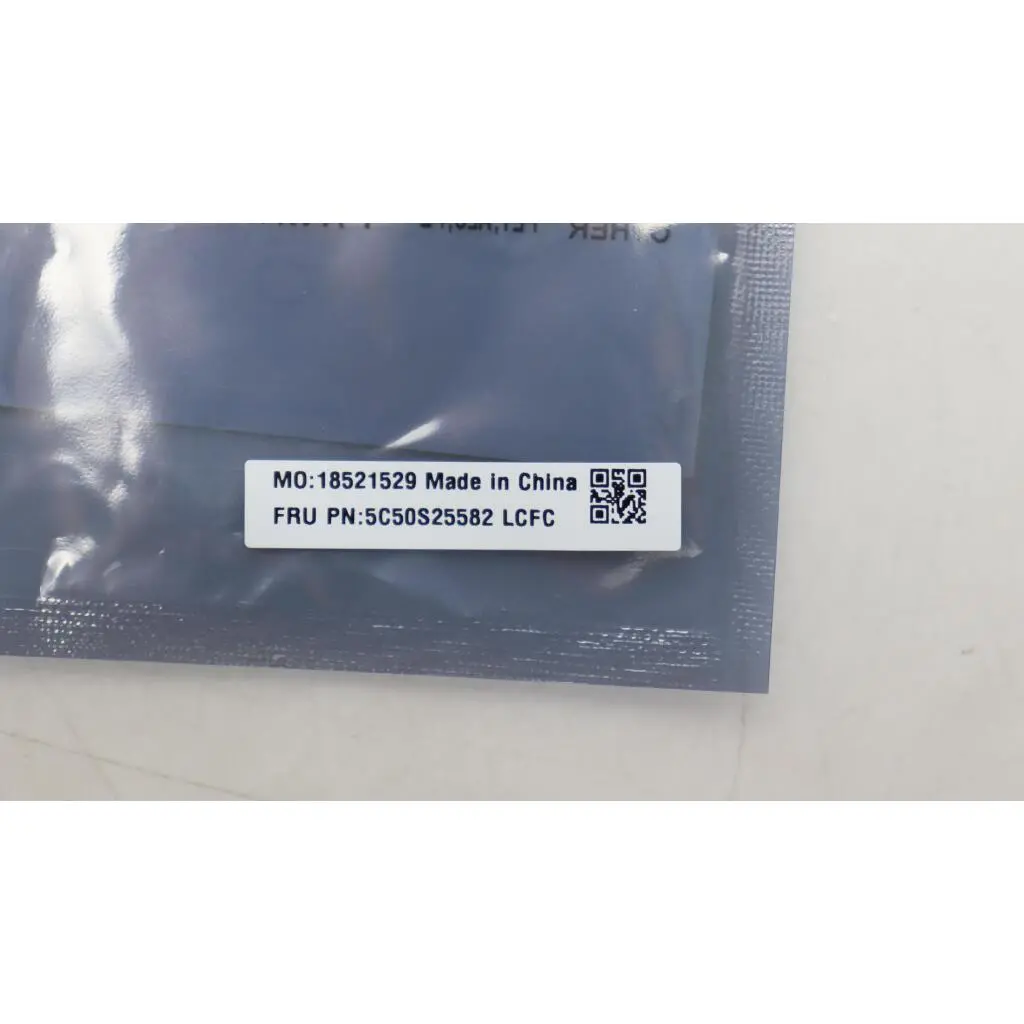 MO:18521529 Made in China
FRU PN:5C50S25582 LCFC